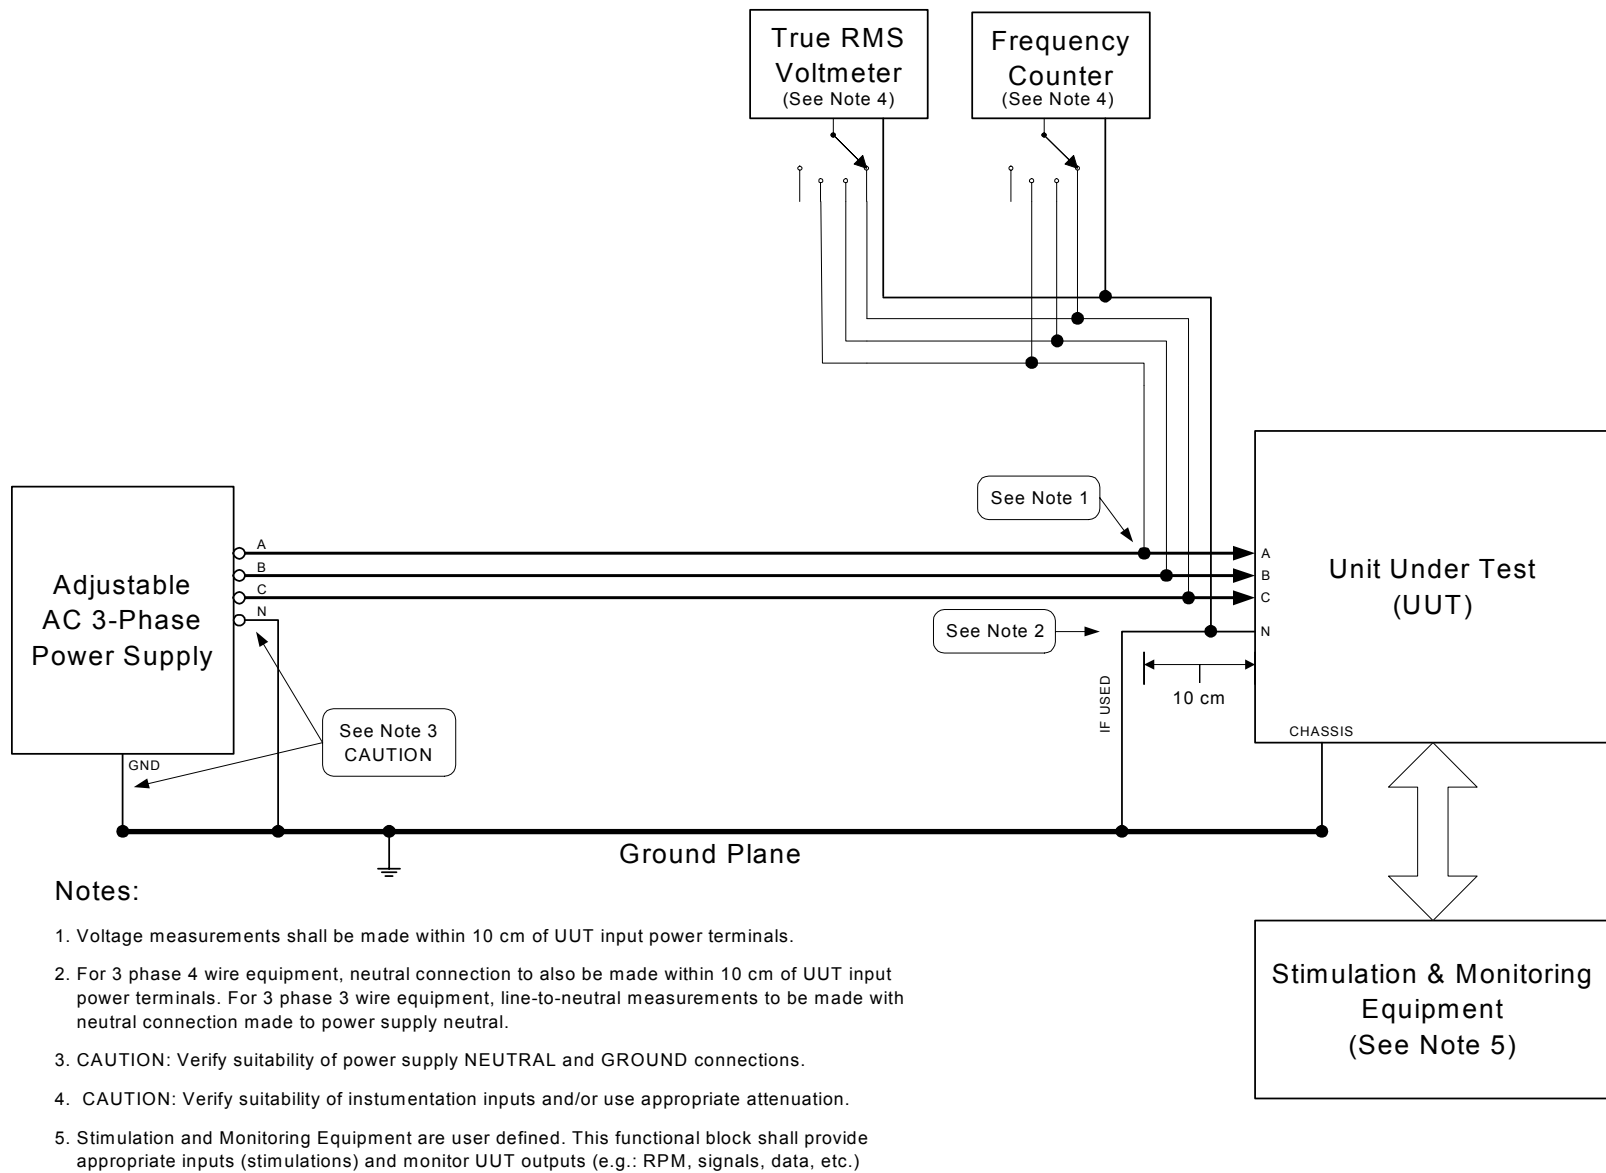 True RMS
Voltmeter
(See Note 4)
Frequency
Counter
(See Note 4)
See Note 1
Adjustable
AC 3-Phase
Power Supply
A
B
C
N
A
B
C
N
Unit Under Test
(UUT)
See Note 2
IF USED
10 cm
See Note 3
CAUTION
GND
CHASSIS
Ground Plane
Stimulation & Monitoring
Equipment
(See Note 5)
Notes:
1. Voltage measurements shall be made within 10 cm of UUT input power terminals.
2. For 3 phase 4 wire equipment, neutral connection to also be made within 10 cm of UUT input
power terminals. For 3 phase 3 wire equipment, line-to-neutral measurements to be made with
neutral connection made to power supply neutral.
3. CAUTION: Verify suitability of power supply NEUTRAL and GROUND connections.
4. CAUTION: Verify suitability of instumentation inputs and/or use appropriate attenuation.
5. Stimulation and Monitoring Equipment are user defined. This functional block shall provide
appropriate inputs (stimulations) and monitor UUT outputs (e.g.: RPM, signals, data, etc.)